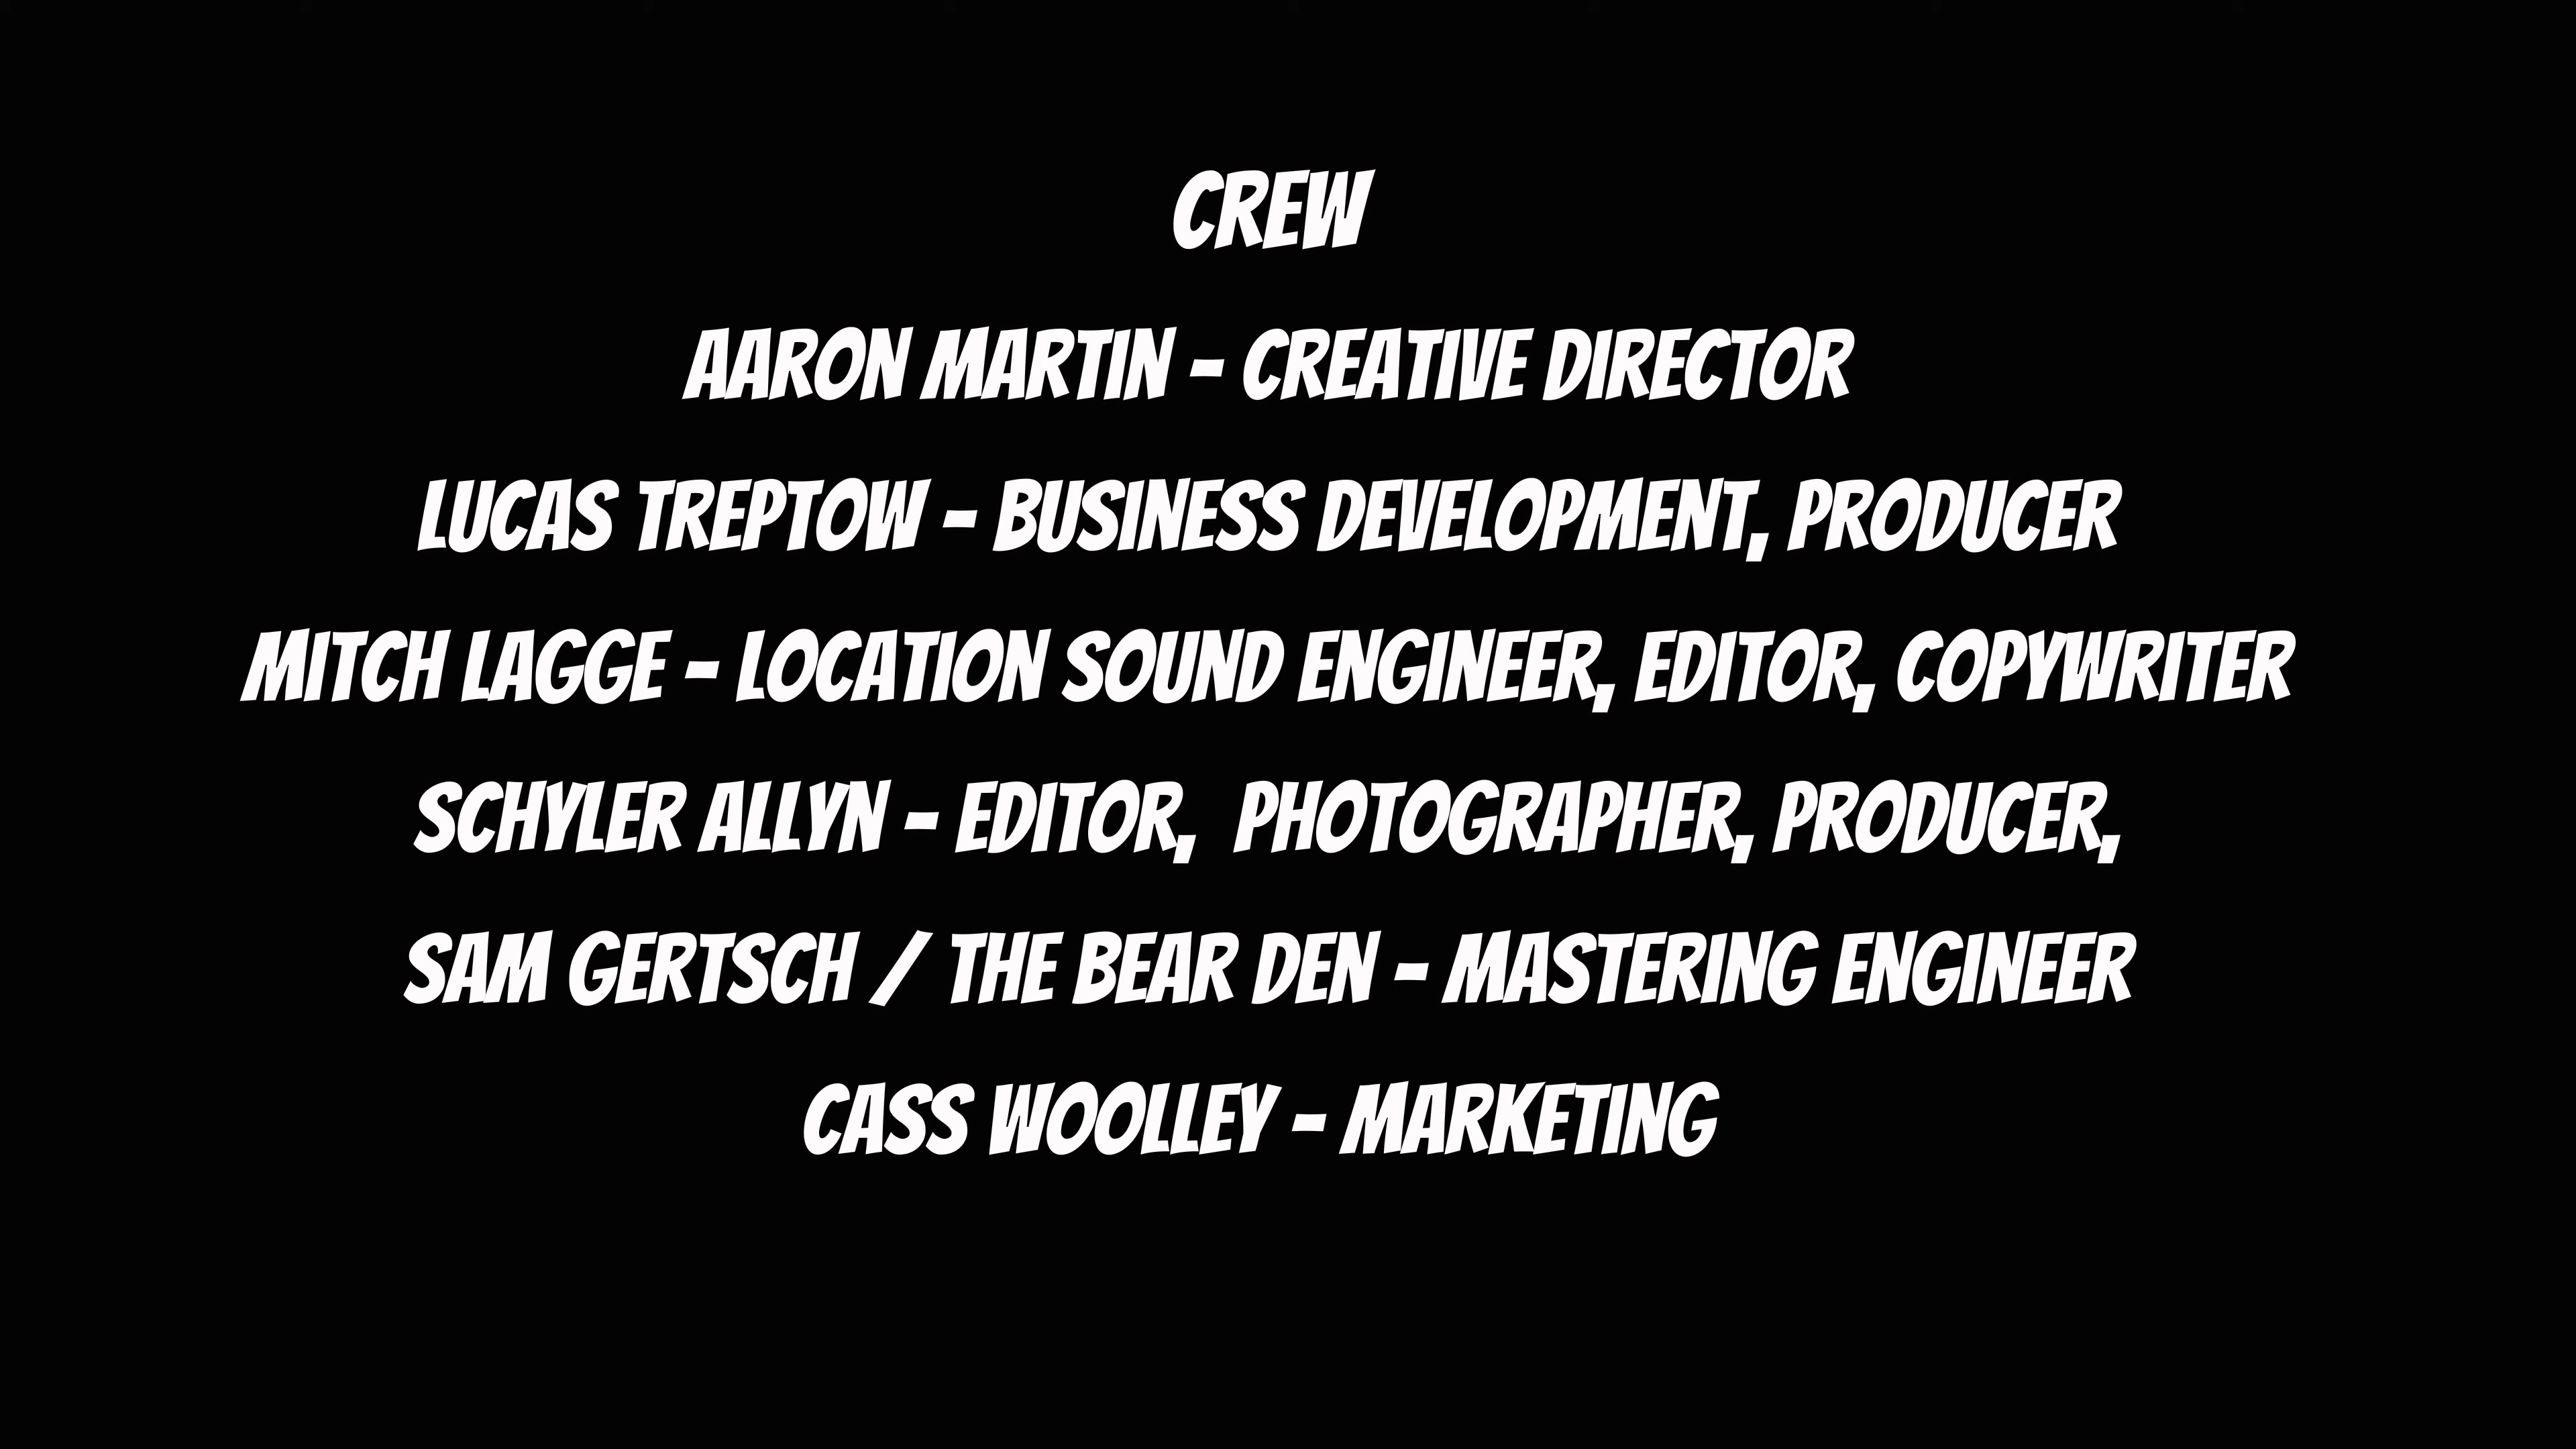 CREW
AARON MARTIN - CREATIVE DIRECTOR
LUCAS TREPTOW - BUSINESS DEVELOPMENT, PRODUCER
MITCH LAGGE - LOCATION SOUND ENGINEER, EDITOR, COPYWRITER
SCHYLER ALLYN - EDITOR,  PHOTOGRAPHER, PRODUCER,
SAM GERTSCH / THE BEAR DEN - MASTERING ENGINEER
CASS WOOLLEY - MARKETING